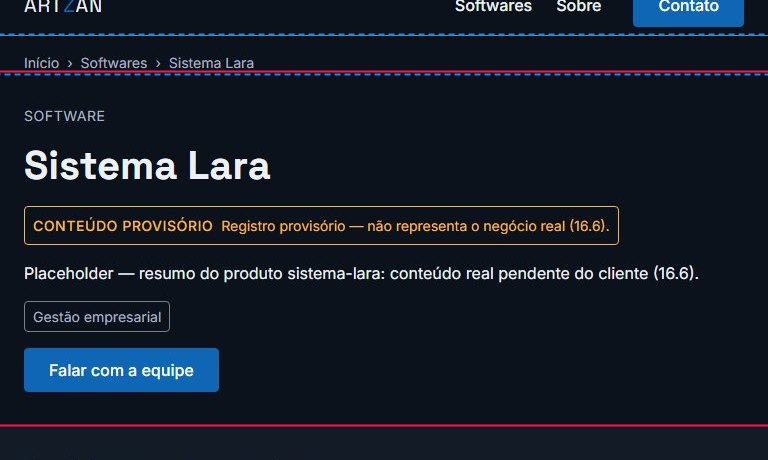 ARTZAN
Softwares Sobre Contato
Início › Softwares › Sistema Lara
SOFTWARE
Sistema Lara
CONTEÚDO PROVISÓRIO Registro provisório — não representa o negócio real (16.6).
Placeholder — resumo do produto sistema-lara: conteúdo real pendente do cliente (16.6).
Gestão empresarial
Falar com a equipe